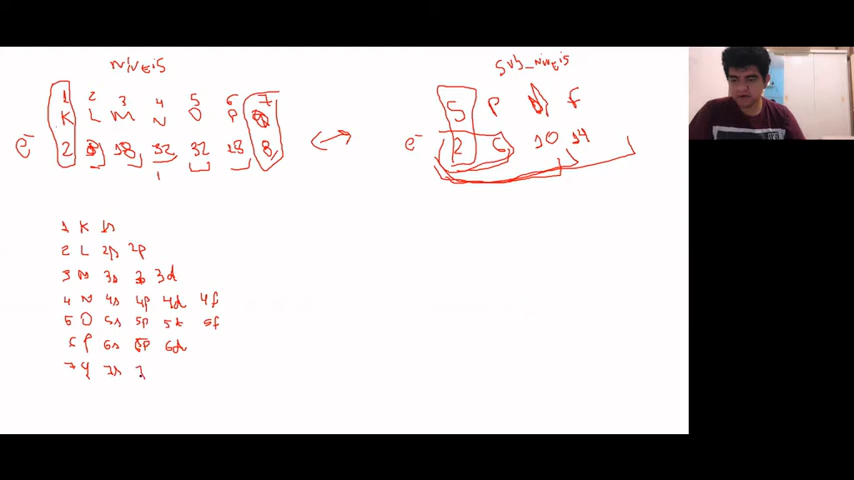 Níveis
Sub_níveis
1 2 3 4 5 6 7
K L M N O P
s p d f
e⁻ 2 8 18 32 32 18 8
e⁻ 2 6 10 14
1 K 1s
2 L 2s 2p
3 M 3s 3d
4 N 4s 4p 4d 4f
5 O 5s 5p 5d 5f
6 P 6s 6p 6d
7 Q 7s 7